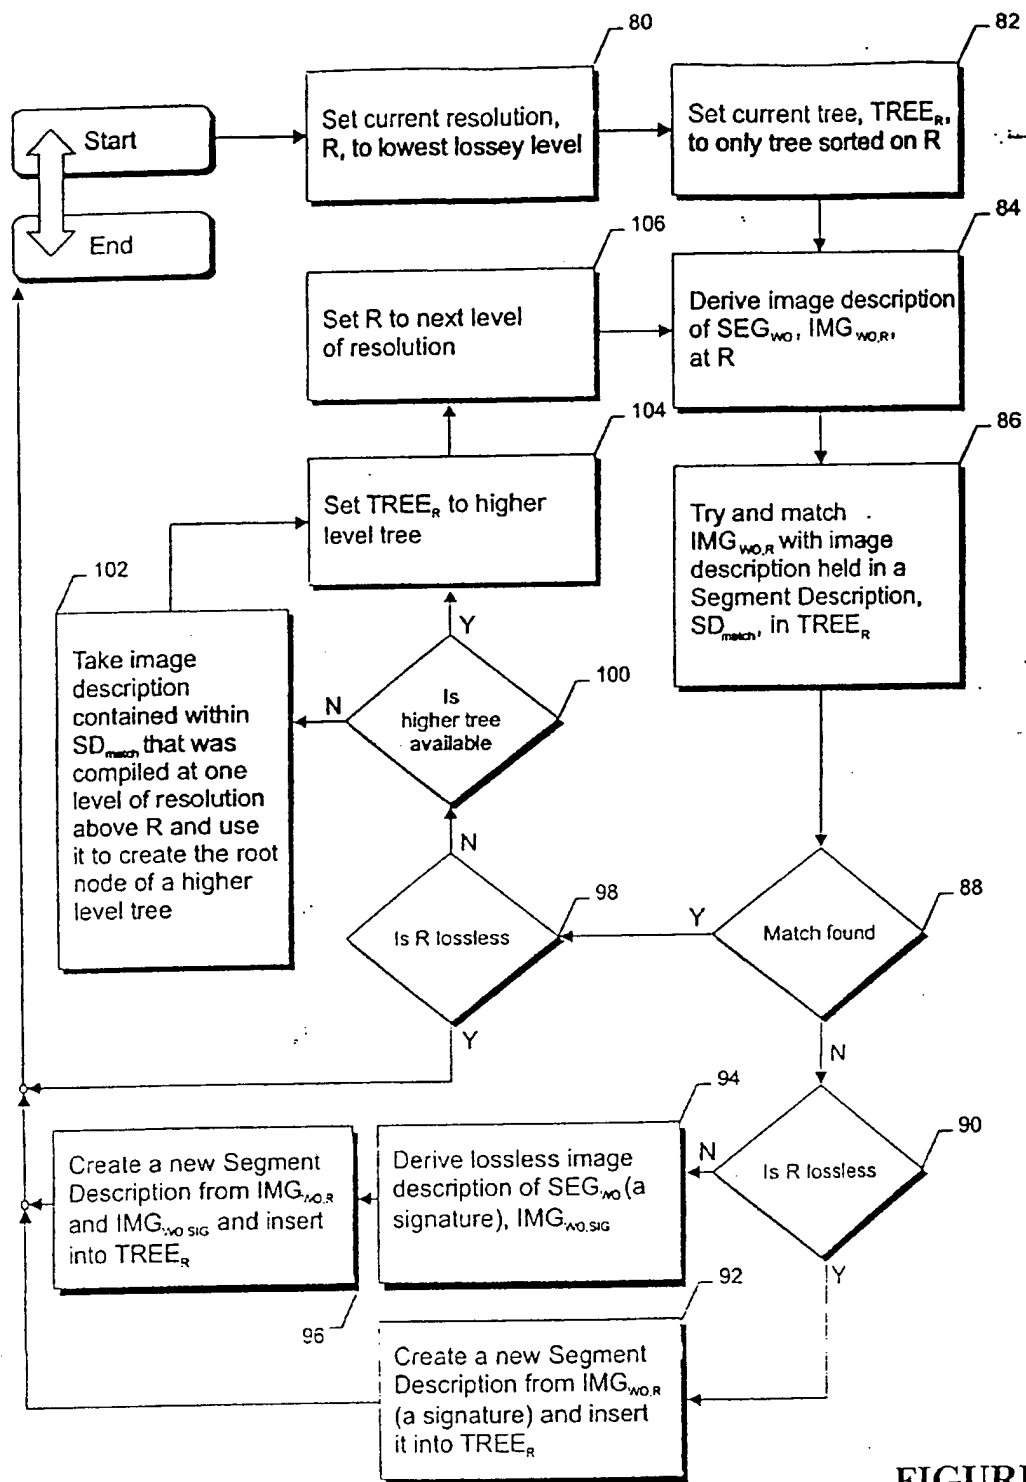 80
82
Start
Set current resolution,
R, to lowest lossey level
Set current tree, TREE_R,
to only tree sorted on R
End
106
84
Set R to next level
of resolution
Derive image description
of SEG_WO, IMG_WO,R,
at R
104
86
Set TREE_R to higher
level tree
Try and match
IMG_WO,R with image
description held in a
Segment Description,
SD_match, in TREE_R
102
Y
Take image
description
contained within
SD_match that was
compiled at one
level of resolution
above R and use
it to create the root
node of a higher
level tree
N
Is
higher tree
available
100
N
98
Is R lossless
Y
Match found
88
Y
N
94
90
Create a new Segment
Description from IMG_WO,R
and IMG_WO,SIG and insert
into TREE_R
Derive lossless image
description of SEG_WO (a
signature), IMG_WO,SIG
N
Is R lossless
Y
96
92
Create a new Segment
Description from IMG_WO,R
(a signature) and insert
it into TREE_R
FIGURE